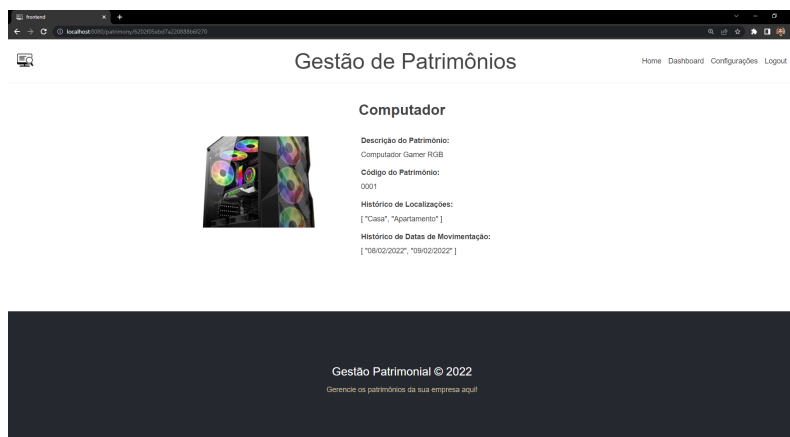 frontend
localhost:8080/patrimony/6202f05abd7a220888b6f270
Gestão de Patrimônios
Home Dashboard Configurações Logout
Computador
Descrição do Patrimônio:
Computador Gamer RGB
Código do Patrimônio:
0001
Histórico de Localizações:
[ "Casa", "Apartamento" ]
Histórico de Datas de Movimentação:
[ "08/02/2022", "09/02/2022" ]
Gestão Patrimonial © 2022
Gerencie os patrimônios da sua empresa aqui!